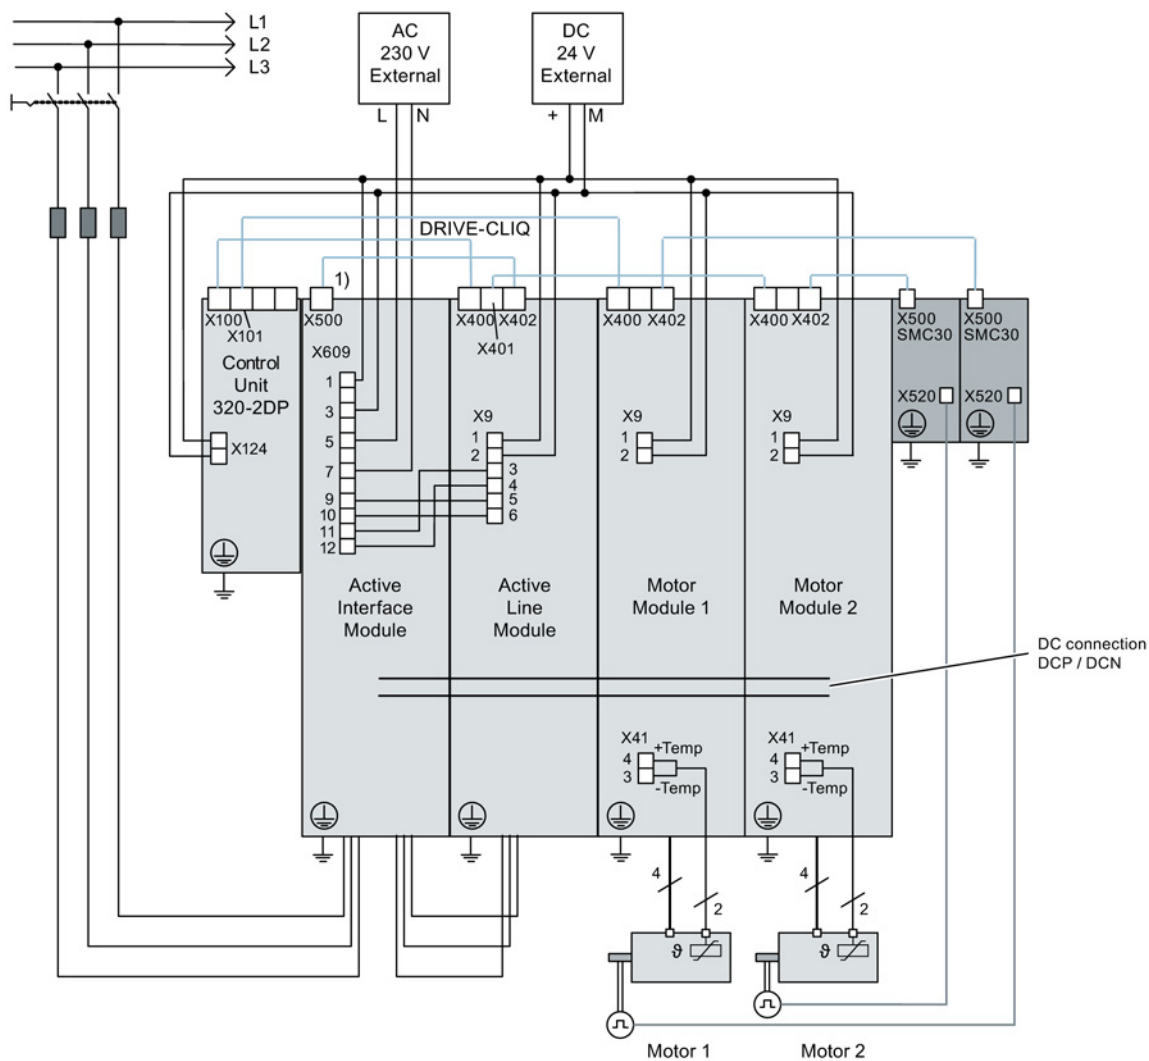 L1
L2
L3
AC
230 V
External
L N
DC
24 V
External
+ M
DRIVE-CLIQ
1)
X100
X101
Control
Unit
320-2DP
X124
X500
X609
1
3
5
7
9
10
11
12
Active
Interface
Module
X400 X402
X401
X9
1
2
3
4
5
6
Active
Line
Module
X400 X402
X9
1
2
Motor
Module 1
X41
4
3
+Temp
-Temp
X400 X402
X9
1
2
Motor
Module 2
X41
4
3
+Temp
-Temp
X500
SMC30
X520
X500
SMC30
X520
DC connection
DCP / DCN
4
2
4
2
ϑ
ϑ
Motor 1
Motor 2